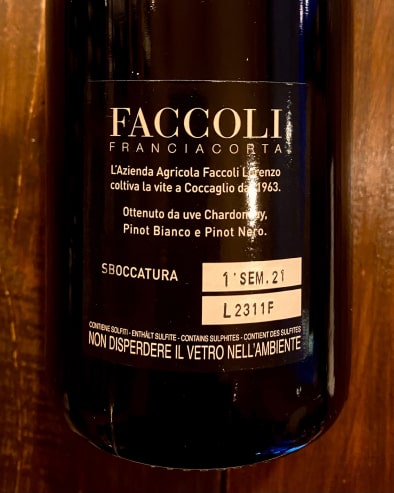 FACCOLI
FRANCIACORTA
L'Azienda Agricola Faccoli Lorenzo
coltiva la vite a Coccaglio dal 1963.
Ottenuto da uve Chardonnay,
Pinot Bianco e Pinot Nero.
SBOCCATURA 1° SEM. 21
L2311F
CONTIENE SOLFITI - ENTHÄLT SULFITE - CONTAINS SULPHITES - CONTIENT DES SULFITES
NON DISPERDERE IL VETRO NELL'AMBIENTE